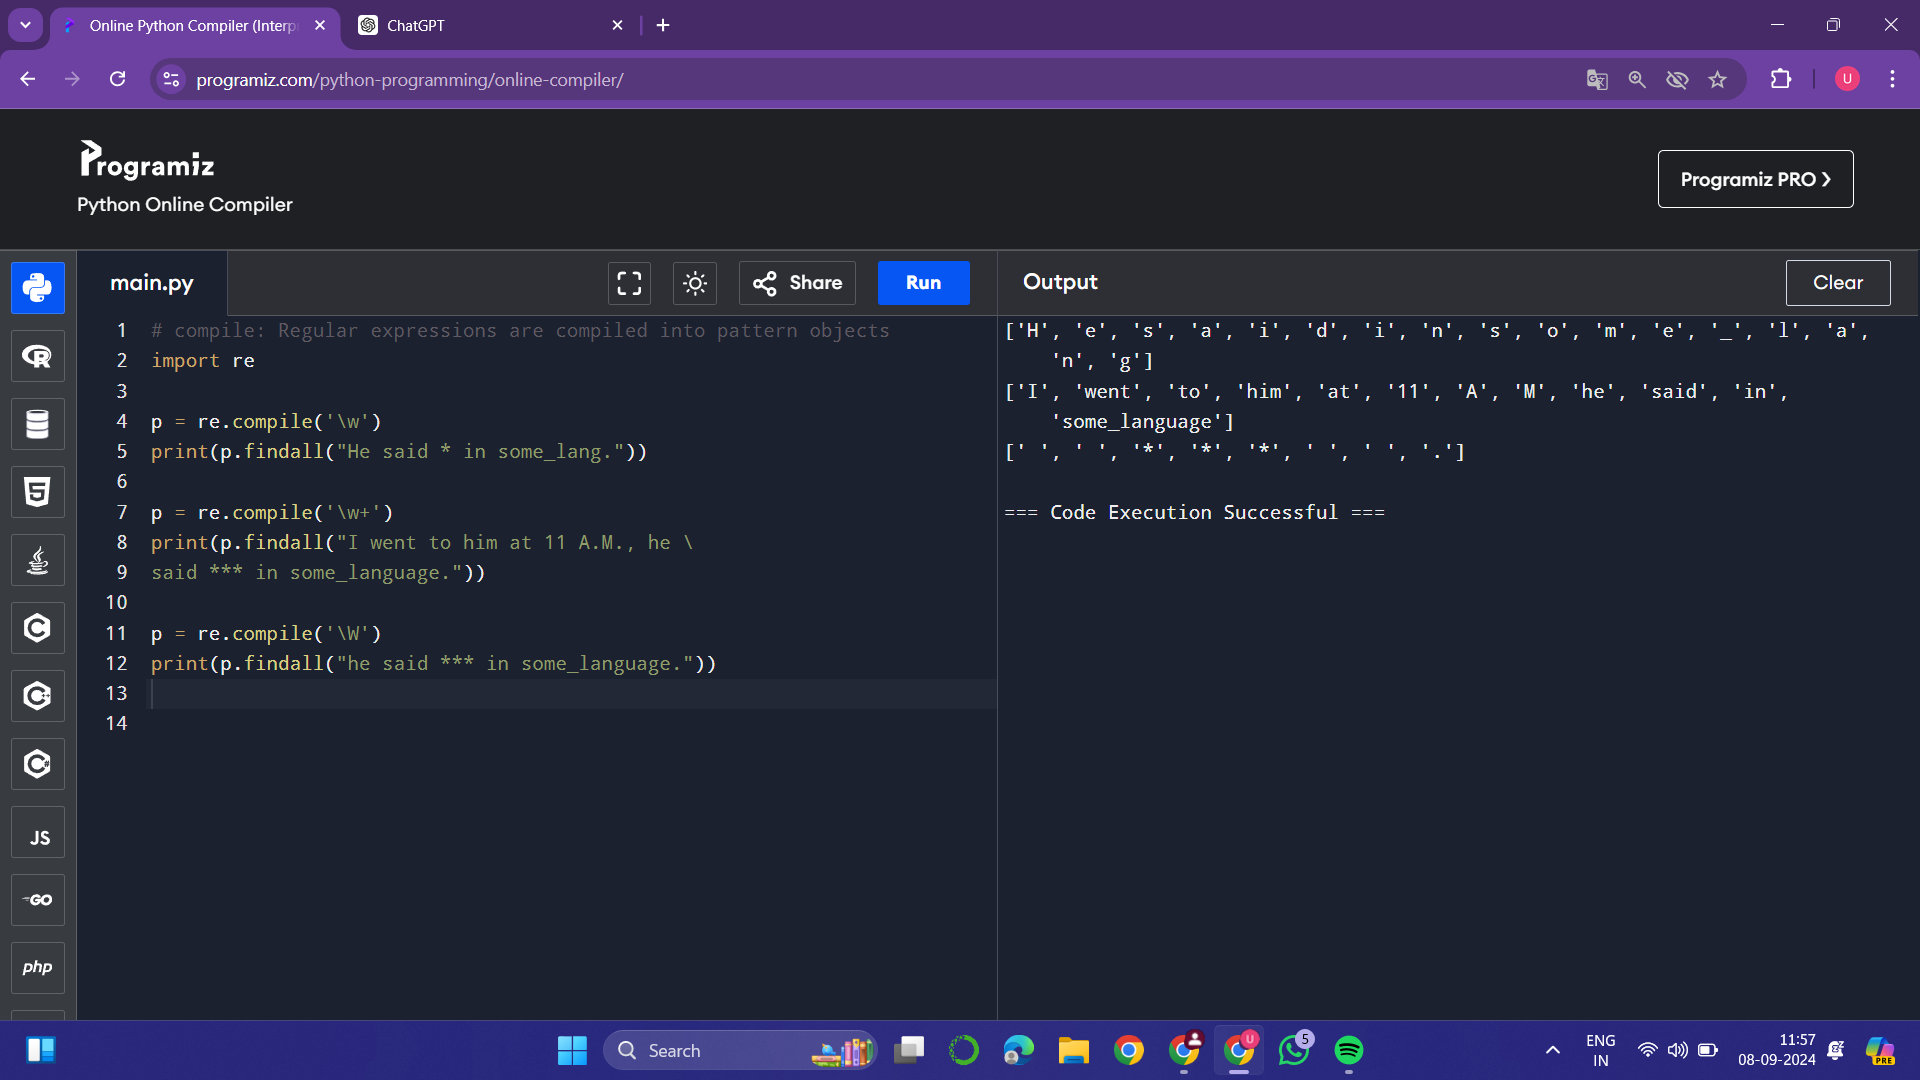 Online Python Compiler (Interp
ChatGPT
programiz.com/python-programming/online-compiler/
U
Programiz
Python Online Compiler
Programiz PRO ❯
main.py
Share
Run
Output
Clear
1 # compile: Regular expressions are compiled into pattern objects
2 import re
3
4 p = re.compile('\w')
5 print(p.findall("He said * in some_lang."))
6
7 p = re.compile('\w+')
8 print(p.findall("I went to him at 11 A.M., he \
9 said *** in some_language."))
10
11 p = re.compile('\W')
12 print(p.findall("he said *** in some_language."))
13
14
['H', 'e', 's', 'a', 'i', 'd', 'i', 'n', 's', 'o', 'm', 'e', '_', 'l', 'a',
'n', 'g']
['I', 'went', 'to', 'him', 'at', '11', 'A', 'M', 'he', 'said', 'in',
'some_language']
[' ', ' ', '*', '*', '*', ' ', ' ', '.']
=== Code Execution Successful ===
R
5
C
C++
C#
JS
GO
php
Search
U
5
ENG
IN
11:57
08-09-2024
PRE